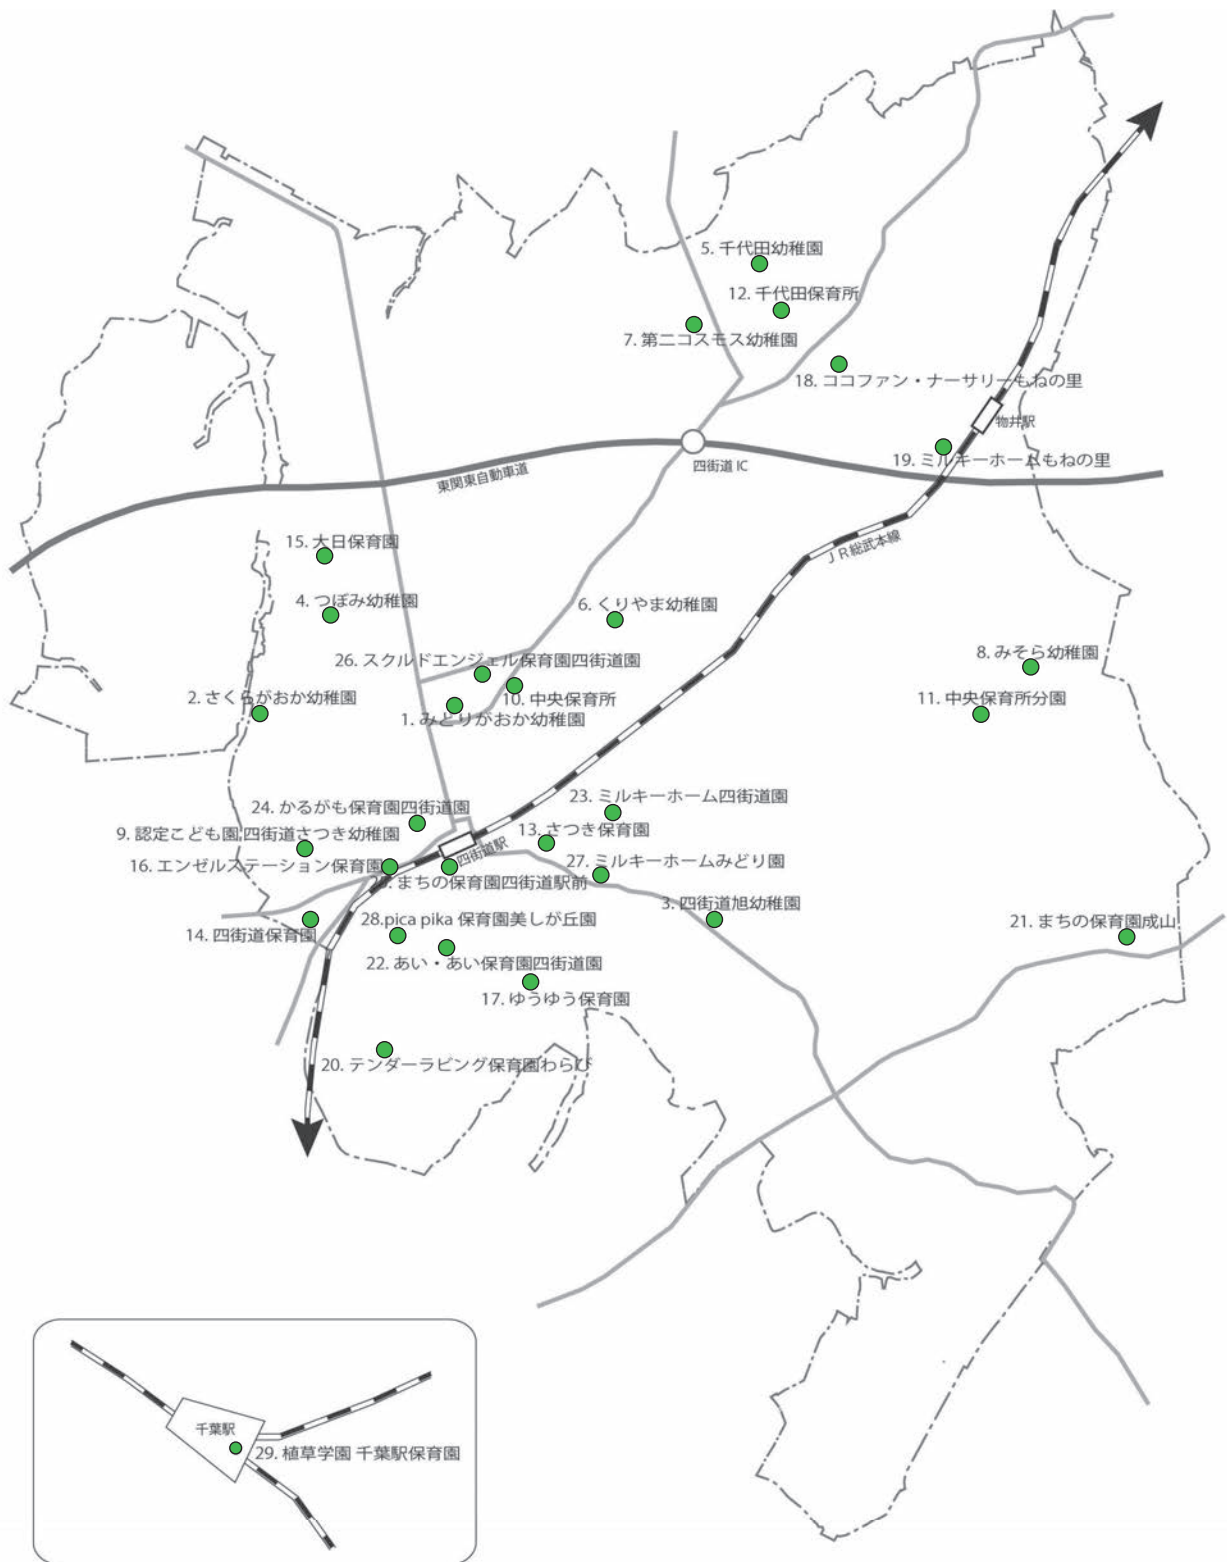 5. 千代田幼稚園
12. 千代田保育所
7. 第二コスモス幼稚園
18. ココファン・ナーサリーもねの里
物井駅
19. ミルキーホームもねの里
四街道 IC
東関東自動車道
15. 大日保育園
ＪＲ総武本線
4. つぼみ幼稚園
6. くりやま幼稚園
26. スクルドエンジェル保育園四街道園
8. みそら幼稚園
2. さくらがおか幼稚園
10. 中央保育所
11. 中央保育所分園
1. みどりがおか幼稚園
23. ミルキーホーム四街道園
24. かるがも保育園四街道園
13. さつき保育園
9. 認定こども園 四街道さつき幼稚園
四街道駅
27. ミルキーホームみどり園
16. エンゼルステーション保育園
まちの保育園四街道駅前
3. 四街道旭幼稚園
28.pica pika 保育園美しが丘園
21. まちの保育園成山
14. 四街道保育園
22. あい・あい保育園四街道園
17. ゆうゆう保育園
20. テンダーラビング保育園わらび
千葉駅
29. 植草学園 千葉駅保育園